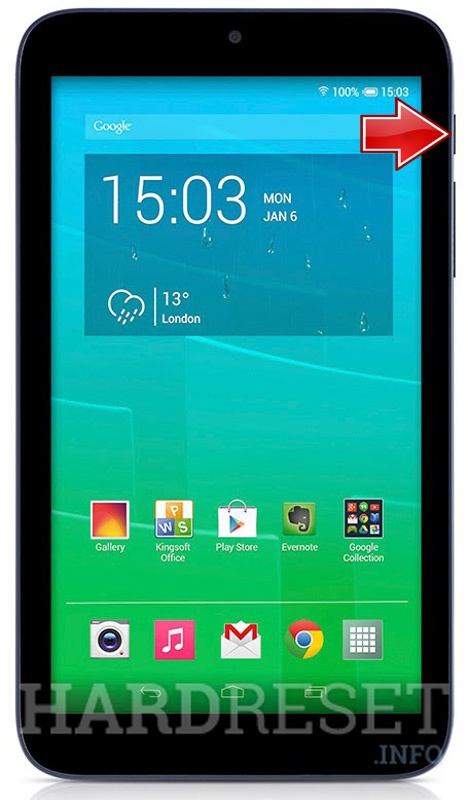 100% 15:03
Google
15:03 MON
JAN 6
13°
London
P
W S
Gallery Kingsoft Office Play Store Evernote Google Collection
HARDRESET
.INFO